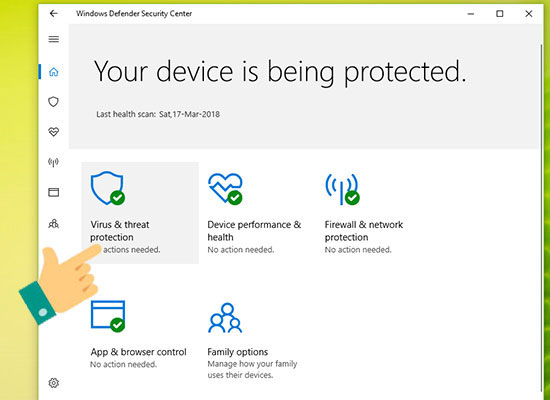 Windows Defender Security Center
Your device is being protected.
Last health scan: Sat,17-Mar-2018
Virus & threat
protection
actions needed.
Device performance &
health
No action needed.
Firewall & network
protection
No action needed.
App & browser control
No action needed.
Family options
Manage how your family
uses their devices.